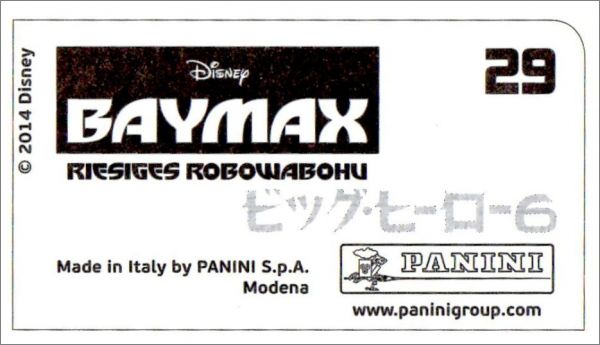 © 2014 Disney
Disney
BAYMAX
RIESIGES ROBOWABOHU
29
ビッグ・ヒーロー6
Made in Italy by PANINI S.p.A.
Modena
PANINI
www.paninigroup.com